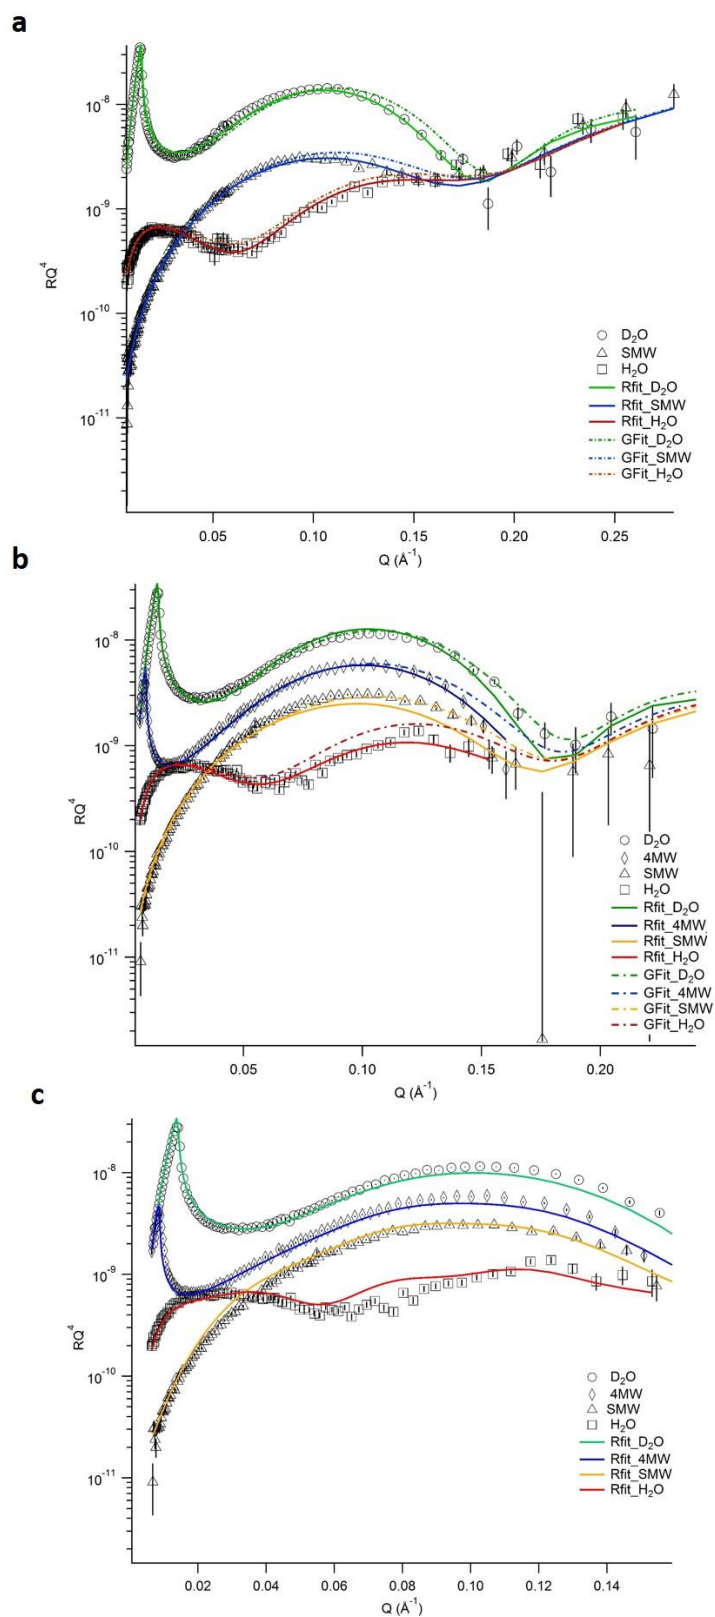 a
RQ⁴
10⁻⁸
10⁻⁹
10⁻¹⁰
10⁻¹¹
D₂O
SMW
H₂O
Rfit_D₂O
Rfit_SMW
Rfit_H₂O
GFit_D₂O
GFit_SMW
GFit_H₂O
0.05 0.10 0.15 0.20 0.25
Q (Å⁻¹)
b
RQ⁴
10⁻⁸
10⁻⁹
10⁻¹⁰
10⁻¹¹
D₂O
4MW
SMW
H₂O
Rfit_D₂O
Rfit_4MW
Rfit_SMW
Rfit_H₂O
GFit_D₂O
GFit_4MW
GFit_SMW
GFit_H₂O
0.05 0.10 0.15 0.20
Q (Å⁻¹)
c
RQ⁴
10⁻⁸
10⁻⁹
10⁻¹⁰
10⁻¹¹
D₂O
4MW
SMW
H₂O
Rfit_D₂O
Rfit_4MW
Rfit_SMW
Rfit_H₂O
0.02 0.04 0.06 0.08 0.10 0.12 0.14
Q (Å⁻¹)